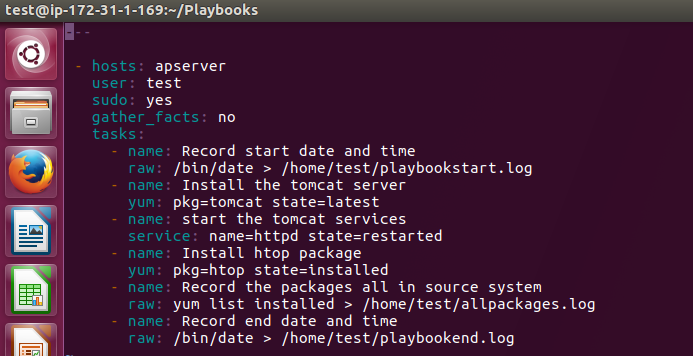 test@ip-172-31-1-169:~/Playbooks
---
- hosts: apserver
user: test
sudo: yes
gather_facts: no
tasks:
- name: Record start date and time
raw: /bin/date > /home/test/playbookstart.log
- name: Install the tomcat server
yum: pkg=tomcat state=latest
- name: start the tomcat services
service: name=httpd state=restarted
- name: Install htop package
yum: pkg=htop state=installed
- name: Record the packages all in source system
raw: yum list installed > /home/test/allpackages.log
- name: Record end date and time
raw: /bin/date > /home/test/playbookend.log